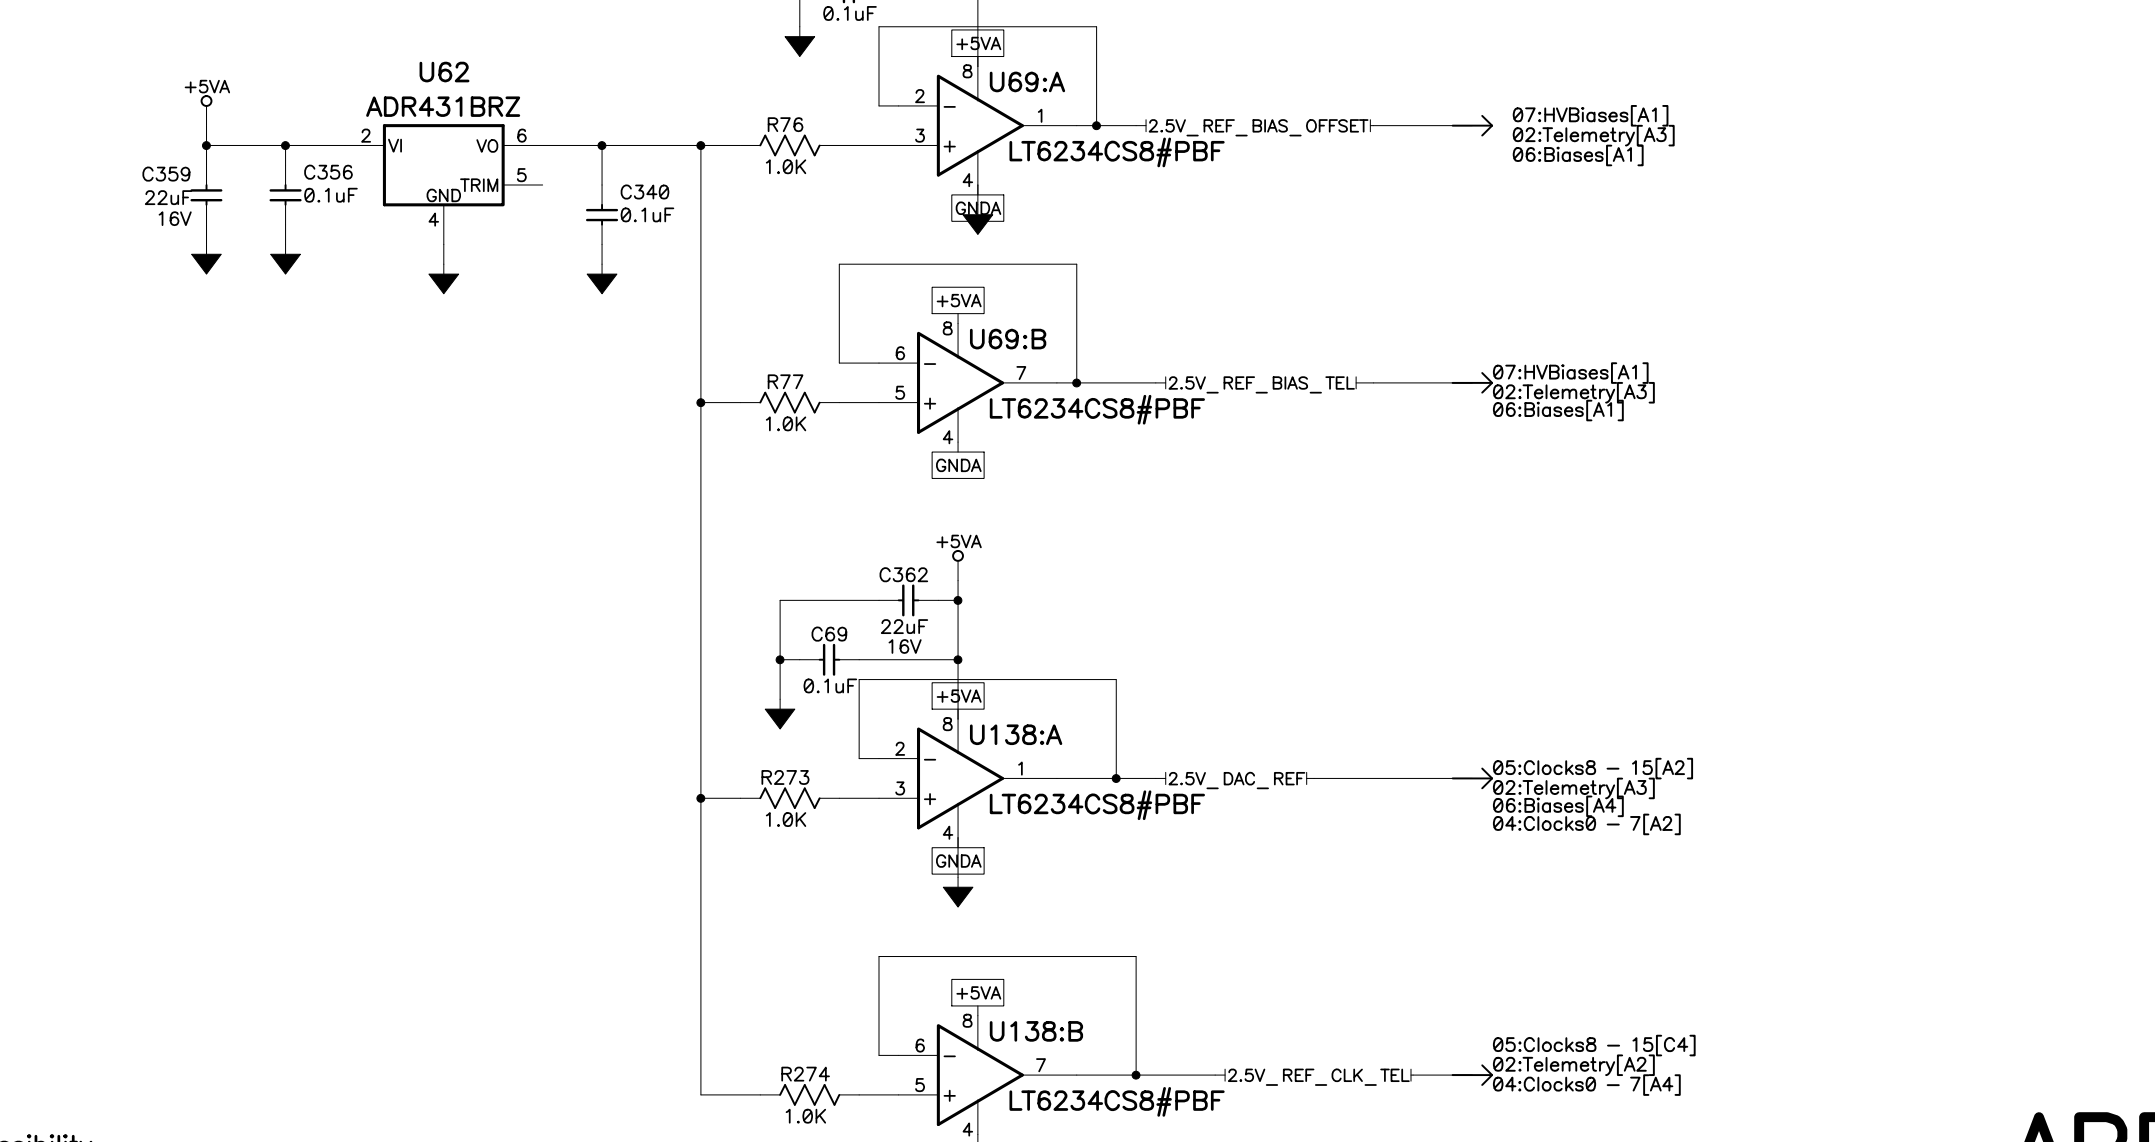 0.1uF
+5VA
8
U69:A
2
1
3
LT6234CS8#PBF
4
GNDA
2.5V_REF_BIAS_OFFSET
07:HVBiases[A1]
02:Telemetry[A3]
06:Biases[A1]
+5VA
U62
ADR431BRZ
2
VI
VO
6
TRIM
5
GND
4
C359
22uF
16V
C356
0.1uF
C340
0.1uF
R76
1.0K
+5VA
8
U69:B
6
7
5
LT6234CS8#PBF
4
GNDA
R77
1.0K
2.5V_REF_BIAS_TEL
07:HVBiases[A1]
02:Telemetry[A3]
06:Biases[A1]
+5VA
C362
22uF
16V
C69
0.1uF
+5VA
8
U138:A
2
1
3
LT6234CS8#PBF
4
GNDA
R273
1.0K
2.5V_DAC_REF
05:Clocks8 - 15[A2]
02:Telemetry[A3]
06:Biases[A4]
04:Clocks0 - 7[A2]
+5VA
8
U138:B
6
7
5
LT6234CS8#PBF
4
R274
1.0K
2.5V_REF_CLK_TEL
05:Clocks8 - 15[C4]
02:Telemetry[A2]
04:Clocks0 - 7[A4]